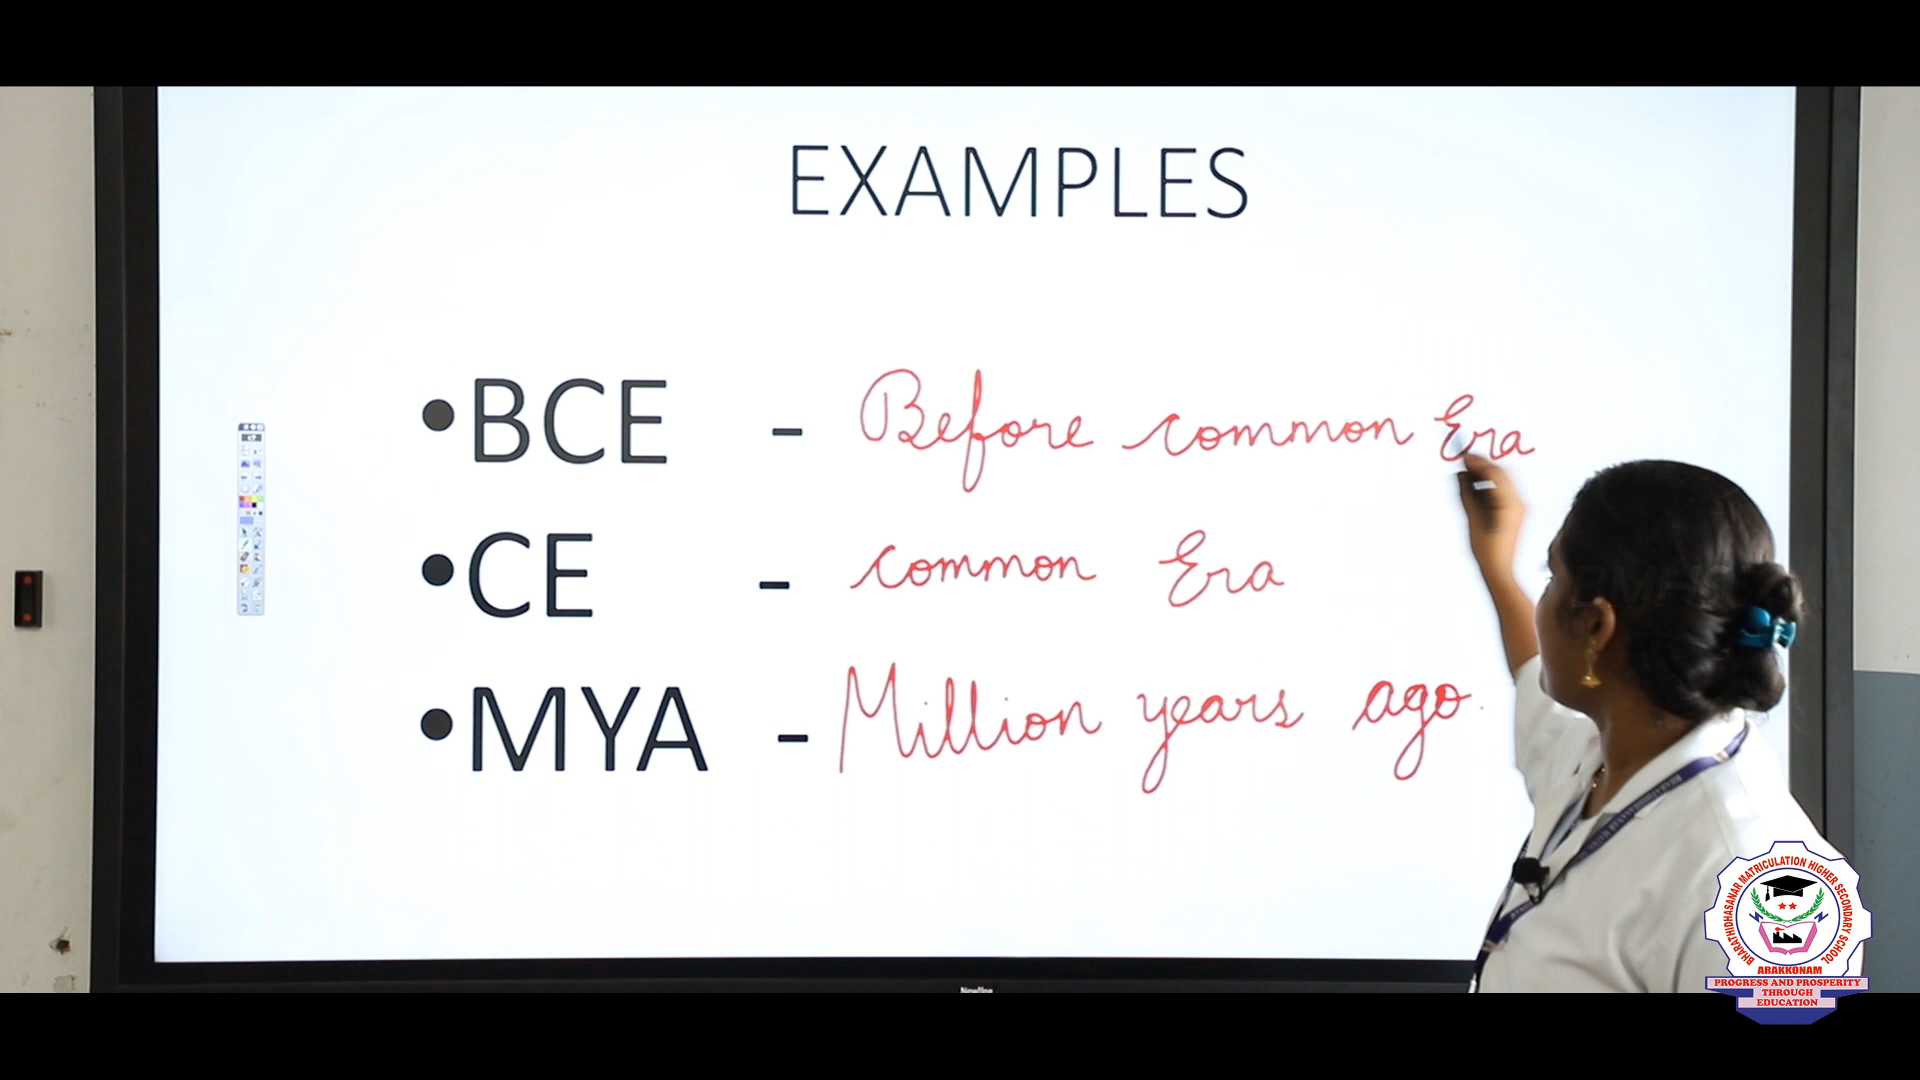 EXAMPLES
•BCE - Before common Era
•CE - common Era
•MYA - Million years ago.
Newline
BHARATHIDHASANAR MATRICULATION HIGHER SECONDARY SCHOOL
ARAKKONAM
PROGRESS AND PROSPERITY
THROUGH
EDUCATION